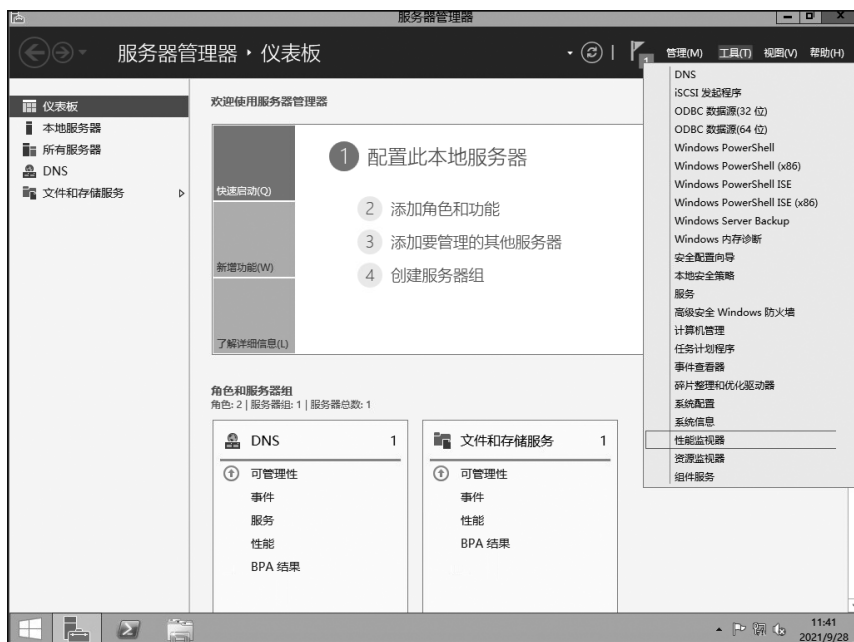 服务器管理器
服务器管理器 · 仪表板
管理(M) 工具(T) 视图(V) 帮助(H)
1
仪表板
本地服务器
所有服务器
DNS
文件和存储服务
欢迎使用服务器管理器
快速启动(Q)
新增功能(W)
了解详细信息(L)
1 配置此本地服务器
2 添加角色和功能
3 添加要管理的其他服务器
4 创建服务器组
角色和服务器组
角色: 2 | 服务器组: 1 | 服务器总数: 1
DNS 1
可管理性
事件
服务
性能
BPA 结果
文件和存储服务 1
可管理性
事件
性能
BPA 结果
DNS
iSCSI 发起程序
ODBC 数据源(32 位)
ODBC 数据源(64 位)
Windows PowerShell
Windows PowerShell (x86)
Windows PowerShell ISE
Windows PowerShell ISE (x86)
Windows Server Backup
Windows 内存诊断
安全配置向导
本地安全策略
服务
高级安全 Windows 防火墙
计算机管理
任务计划程序
事件查看器
碎片整理和优化驱动器
系统配置
系统信息
性能监视器
资源监视器
组件服务
11:41
2021/9/28